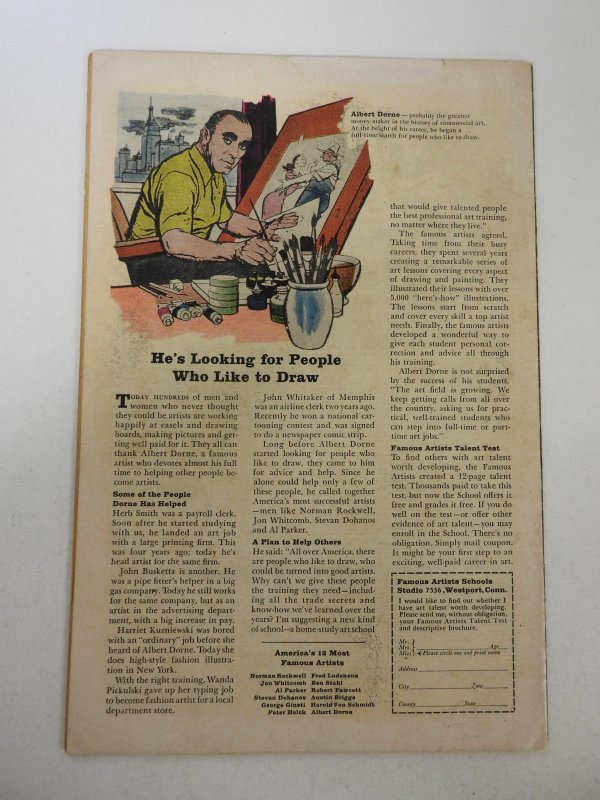 Albert Dorne — probably the greatest
money-maker in the history of commercial art.
At the height of his career, he began a
full-time search for people who like to draw.
He's Looking for People
Who Like to Draw
TODAY HUNDREDS of men and
women who never thought
they could be artists are working
happily at easels and drawing
boards, making pictures and get-
ting well paid for it. They all can
thank Albert Dorne, a famous
artist who devotes almost his full
time to helping other people be-
come artists.
Some of the People
Dorne Has Helped
Herb Smith was a payroll clerk.
Soon after he started studying
with us, he landed an art job
with a large printing firm. This
was four years ago; today he's
head artist for the same firm.
John Busketta is another. He
was a pipe fitter's helper in a big
gas company. Today he still works
for the same company, but as an
artist in the advertising depart-
ment, with a big increase in pay.
Harriet Kuzniewski was bored
with an "ordinary" job before she
heard of Albert Dorne. Today she
does high-style fashion illustra-
tion in New York.
With the right training, Wanda
Pickulski gave up her typing job
to become fashion artist for a local
department store.
John Whitaker of Memphis
was an airline clerk two years ago.
Recently he won a national car-
tooning contest and was signed
to do a newspaper comic strip.
Long before Albert Dorne
started looking for people who
like to draw, they came to him
for advice and help. Since he
alone could help only a few of
these people, he called together
America's most successful artists
—men like Norman Rockwell,
Jon Whitcomb, Stevan Dohanos
and Al Parker.
A Plan to Help Others
He said: "All over America, there
are people who like to draw, who
could be turned into good artists.
Why can't we give these people
the training they need—includ-
ing all the trade secrets and
know-how we've learned over the
years? I'm suggesting a new kind
of school—a home study art school
America's 12 Most
Famous Artists
Norman Rockwell Fred Ludekens
Jon Whitcomb Ben Stahl
Al Parker Robert Fawcett
Stevan Dohanos Austin Briggs
George Giusti Harold Von Schmidt
Peter Helck Albert Dorne
that would give talented people
the best professional art training,
no matter where they live."
The famous artists agreed.
Taking time from their busy
careers, they spent several years
creating a remarkable series of
art lessons covering every aspect
of drawing and painting. They
illustrated their lessons with over
5,000 "here's-how" illustrations.
The lessons start from scratch
and cover every skill a top artist
needs. Finally, the famous artists
developed a wonderful way to
give each student personal cor-
rection and advice all through
his training.
Albert Dorne is not surprised
by the success of his students.
"The art field is growing. We
keep getting calls from all over
the country, asking us for prac-
tical, well-trained students who
can step into full-time or part-
time art jobs."
Famous Artists Talent Test
To find others with art talent
worth developing, the Famous
Artists created a 12-page talent
test. Thousands paid to take this
test, but now the School offers it
free and grades it free. If you do
well on the test—or offer other
evidence of art talent—you may
enroll in the School. There's no
obligation. Simply mail coupon.
It might be your first step to an
exciting, well-paid career in art.
Famous Artists Schools
Studio 7556, Westport, Conn.
I would like to find out whether I
have art talent worth developing.
Please send me, without obligation,
your Famous Artists Talent Test
and descriptive brochure.
Mr.
Mrs. Age
Miss Please circle one and print name
Address
City Zone
County State